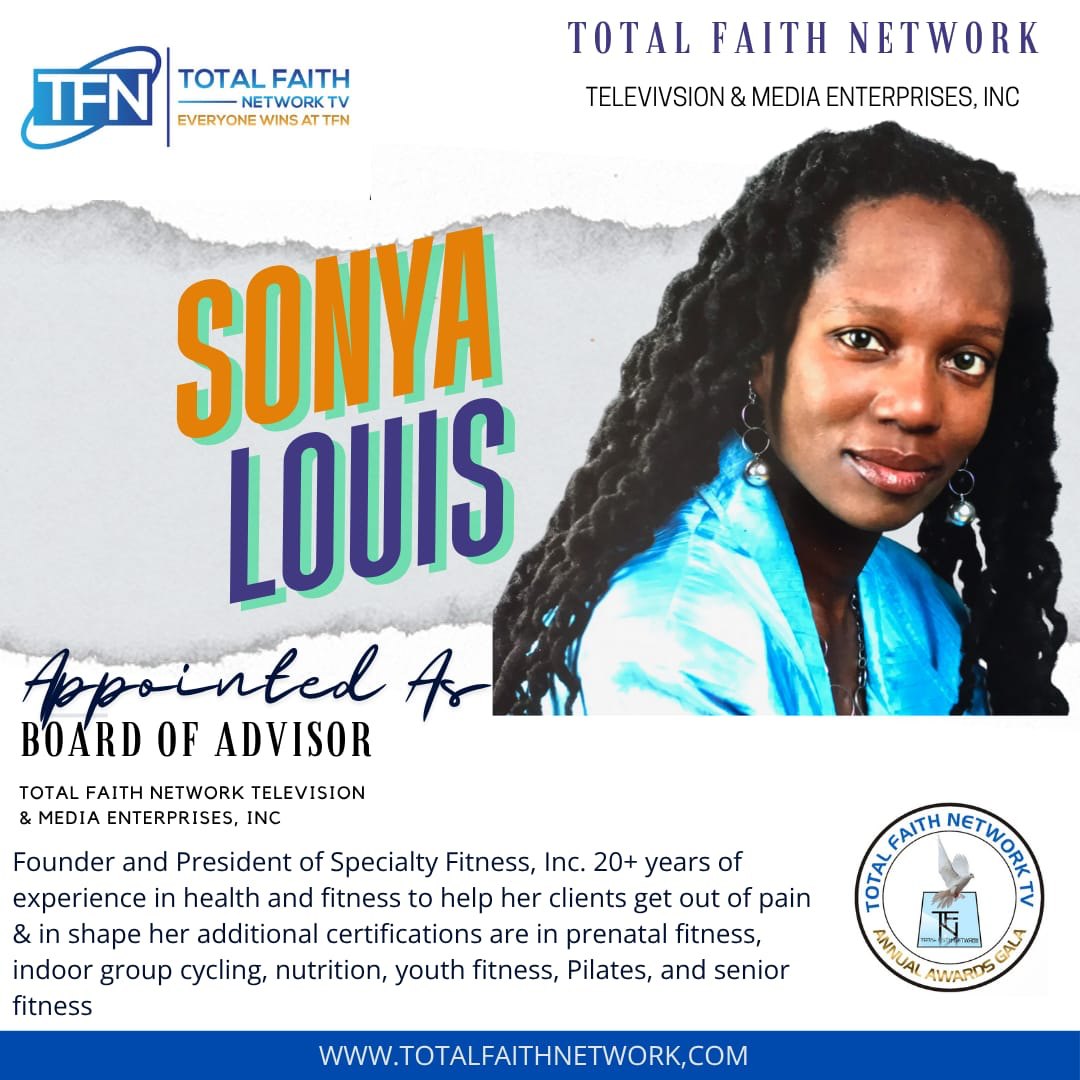 TFN
TOTAL FAITH
NETWORK TV
EVERYONE WINS AT TFN
TOTAL FAITH NETWORK
TELEVIVSION & MEDIA ENTERPRISES, INC
SONYA
LOUIS
Appointed As
BOARD OF ADVISOR
TOTAL FAITH NETWORK TELEVISION
& MEDIA ENTERPRISES, INC
Founder and President of Specialty Fitness, Inc. 20+ years of
experience in health and fitness to help her clients get out of pain
& in shape her additional certifications are in prenatal fitness,
indoor group cycling, nutrition, youth fitness, Pilates, and senior
fitness
TOTAL FAITH NETWORK TV
TFN
ANNUAL AWARDS GALA
WWW.TOTALFAITHNETWORK,COM